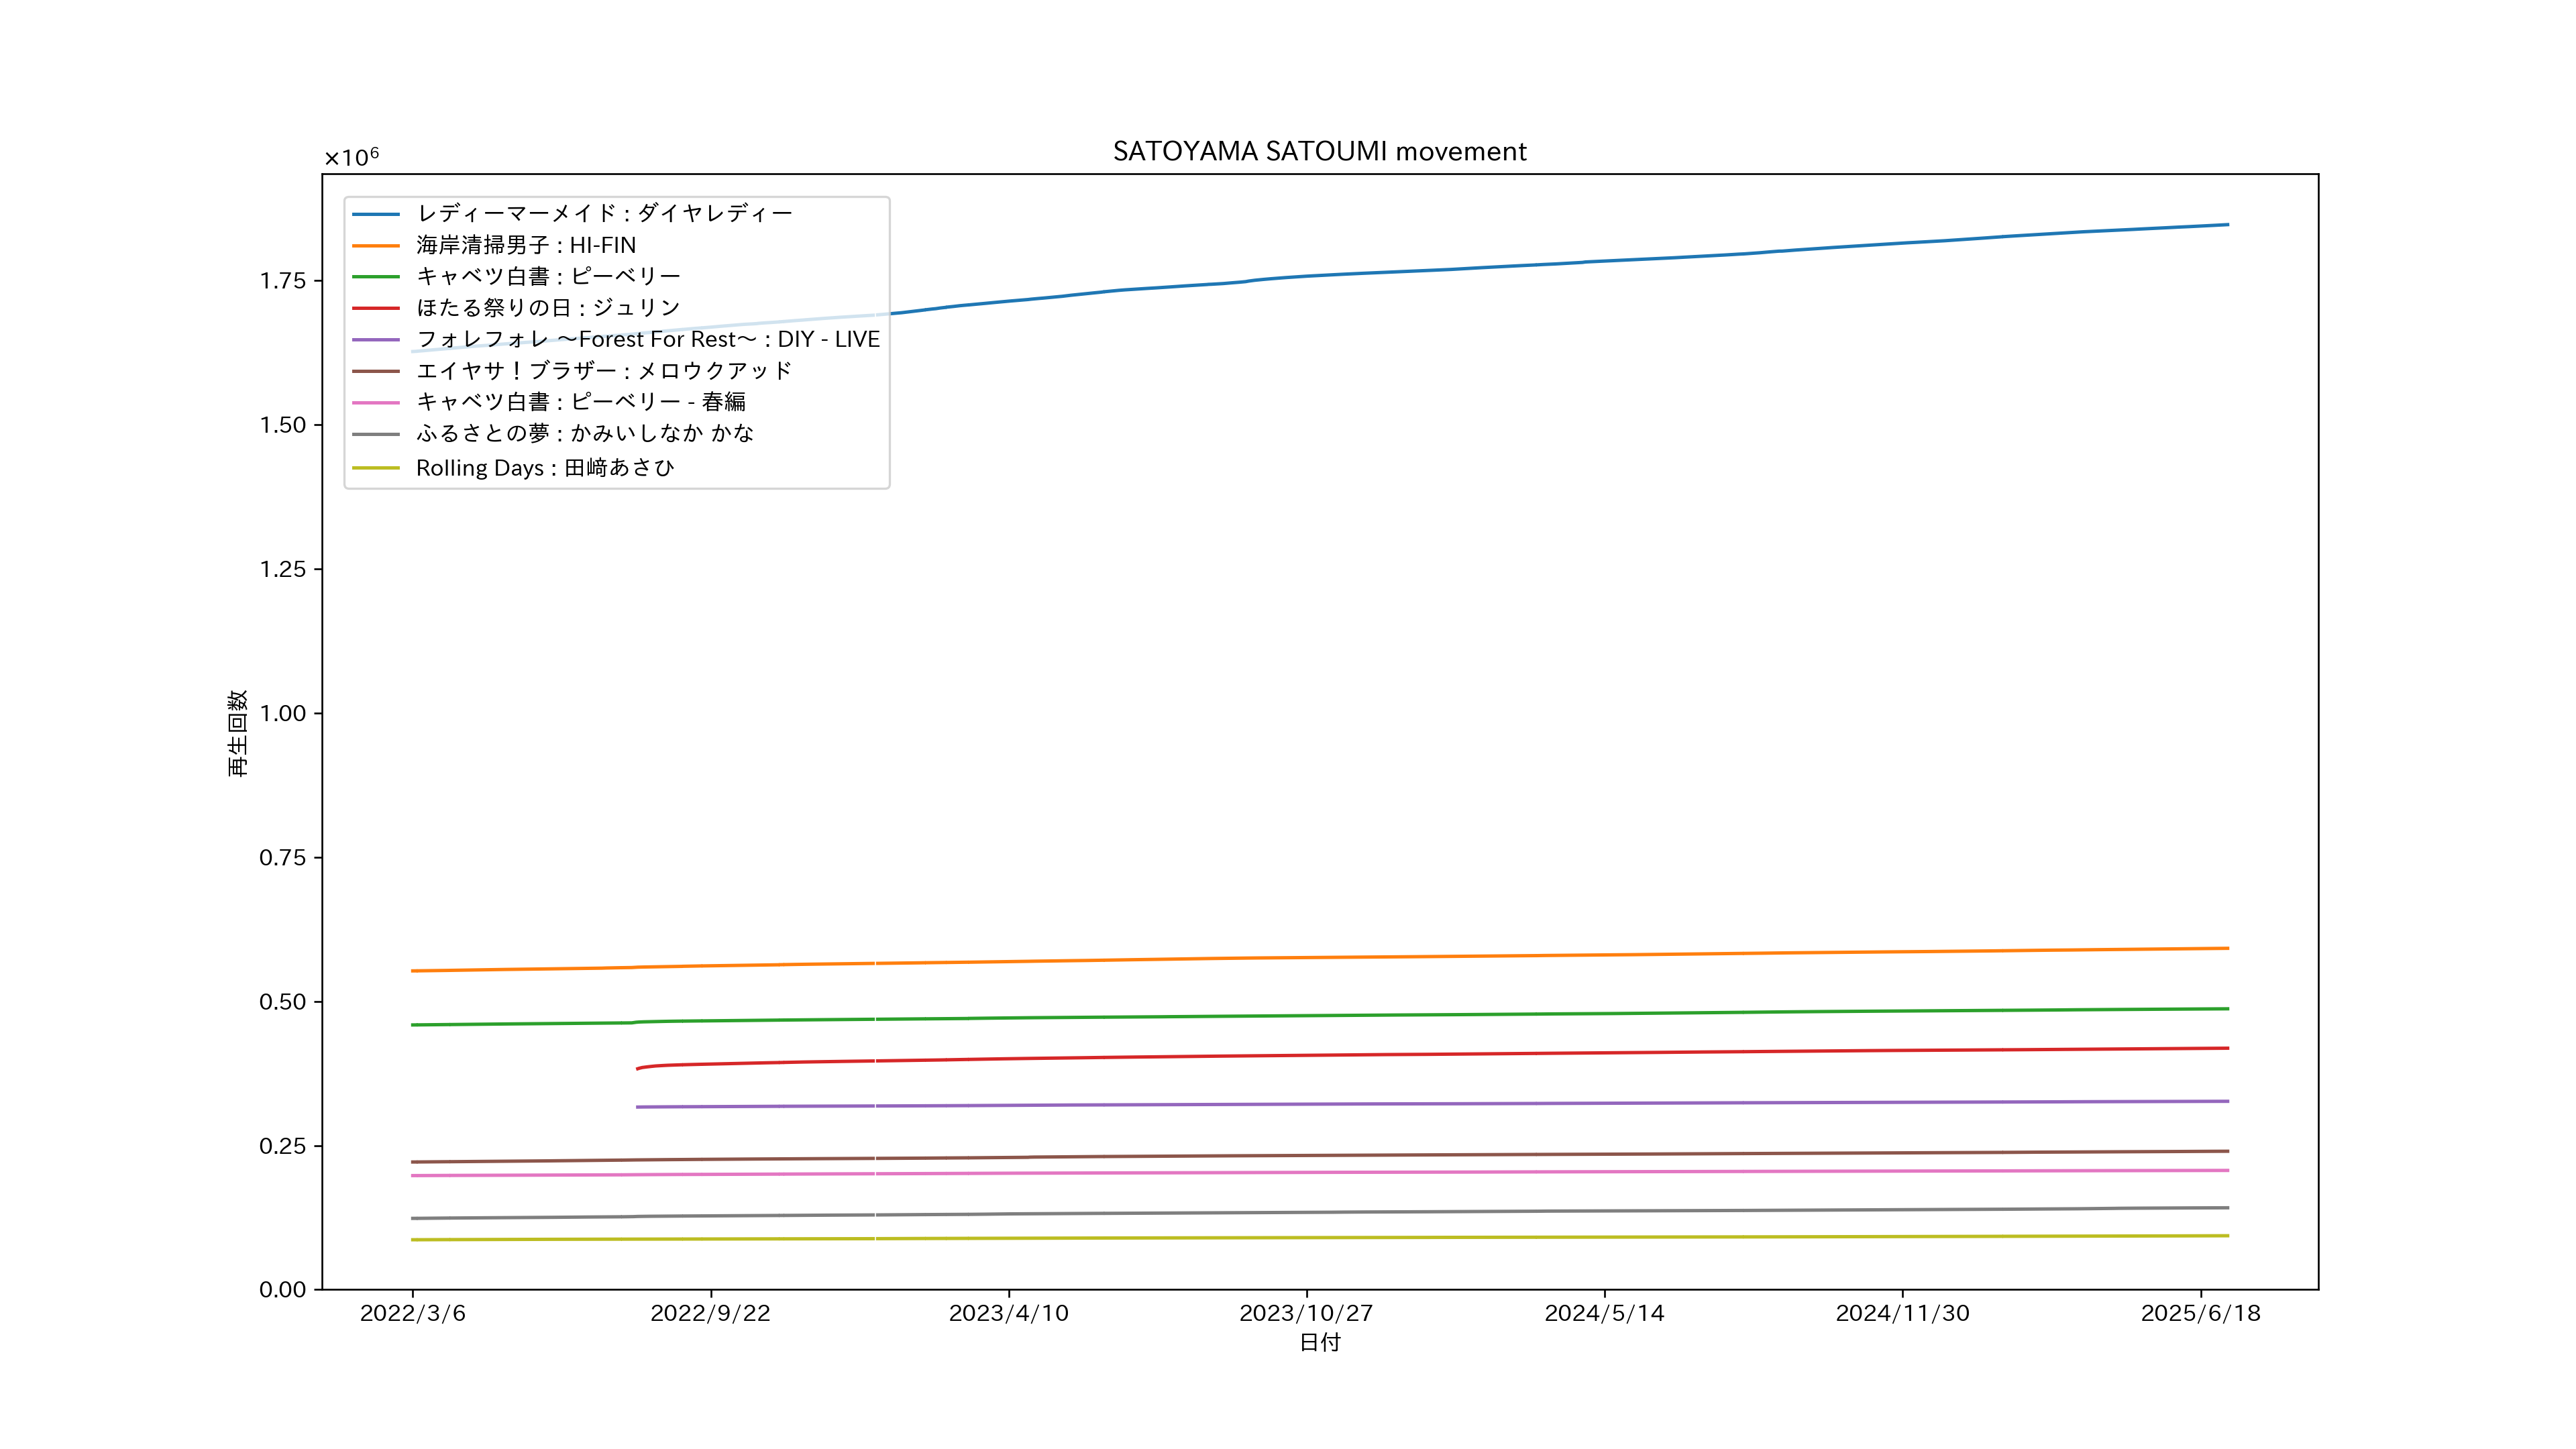 SATOYAMA SATOUMI movement
×10⁶
レディーマーメイド : ダイヤレディー
海岸清掃男子 : HI-FIN
キャベツ白書 : ピーベリー
ほたる祭りの日 : ジュリン
フォレフォレ ～Forest For Rest～ : DIY - LIVE
エイヤサ！ブラザー : メロウクアッド
キャベツ白書 : ピーベリー - 春編
ふるさとの夢 : かみいしなか かな
Rolling Days : 田﨑あさひ
1.75
1.50
1.25
1.00
0.75
0.50
0.25
0.00
再生回数
2022/3/6 2022/9/22 2023/4/10 2023/10/27 2024/5/14 2024/11/30 2025/6/18
日付